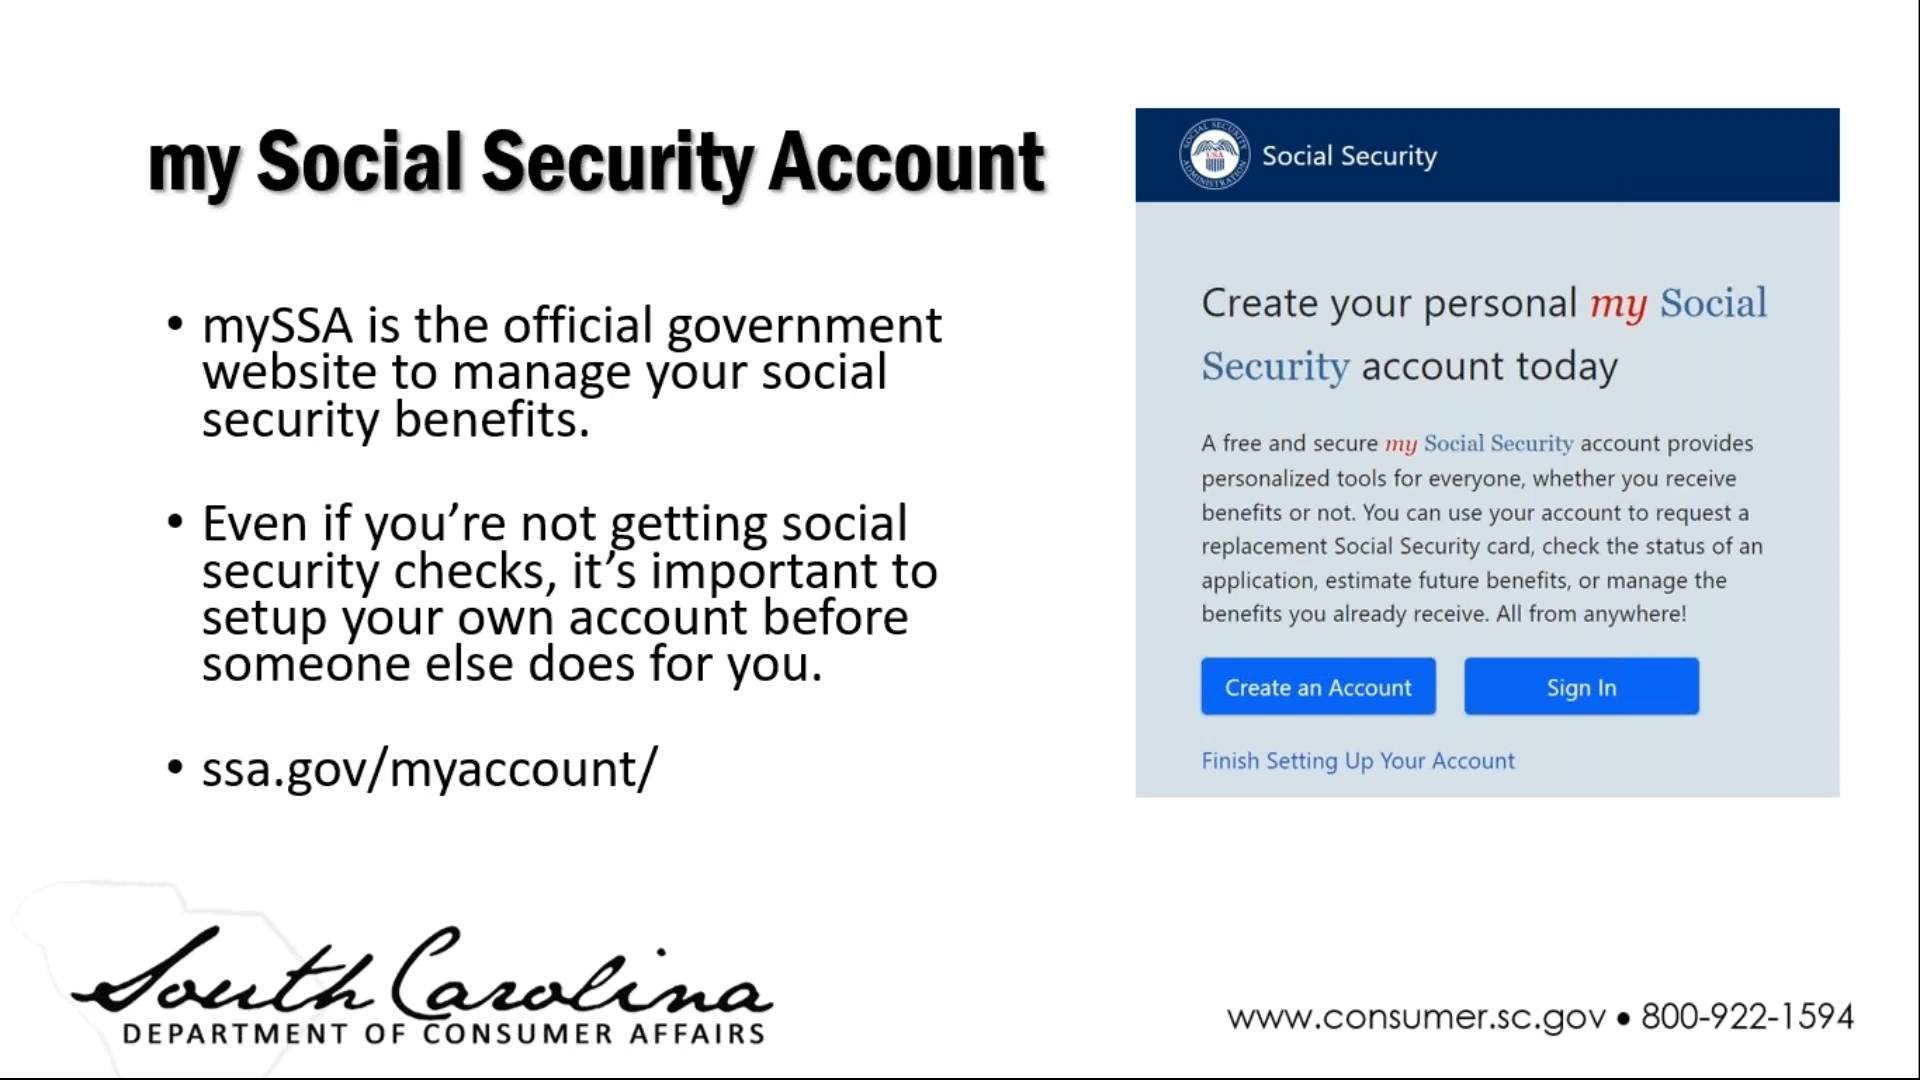 my Social Security Account
• mySSA is the official government
website to manage your social
security benefits.
• Even if you’re not getting social
security checks, it’s important to
setup your own account before
someone else does for you.
• ssa.gov/myaccount/
SOCIAL SECURITY ADMINISTRATION
USA
Social Security
Create your personal my Social
Security account today
A free and secure my Social Security account provides
personalized tools for everyone, whether you receive
benefits or not. You can use your account to request a
replacement Social Security card, check the status of an
application, estimate future benefits, or manage the
benefits you already receive. All from anywhere!
Create an Account Sign In
Finish Setting Up Your Account
South Carolina
DEPARTMENT OF CONSUMER AFFAIRS
www.consumer.sc.gov • 800-922-1594